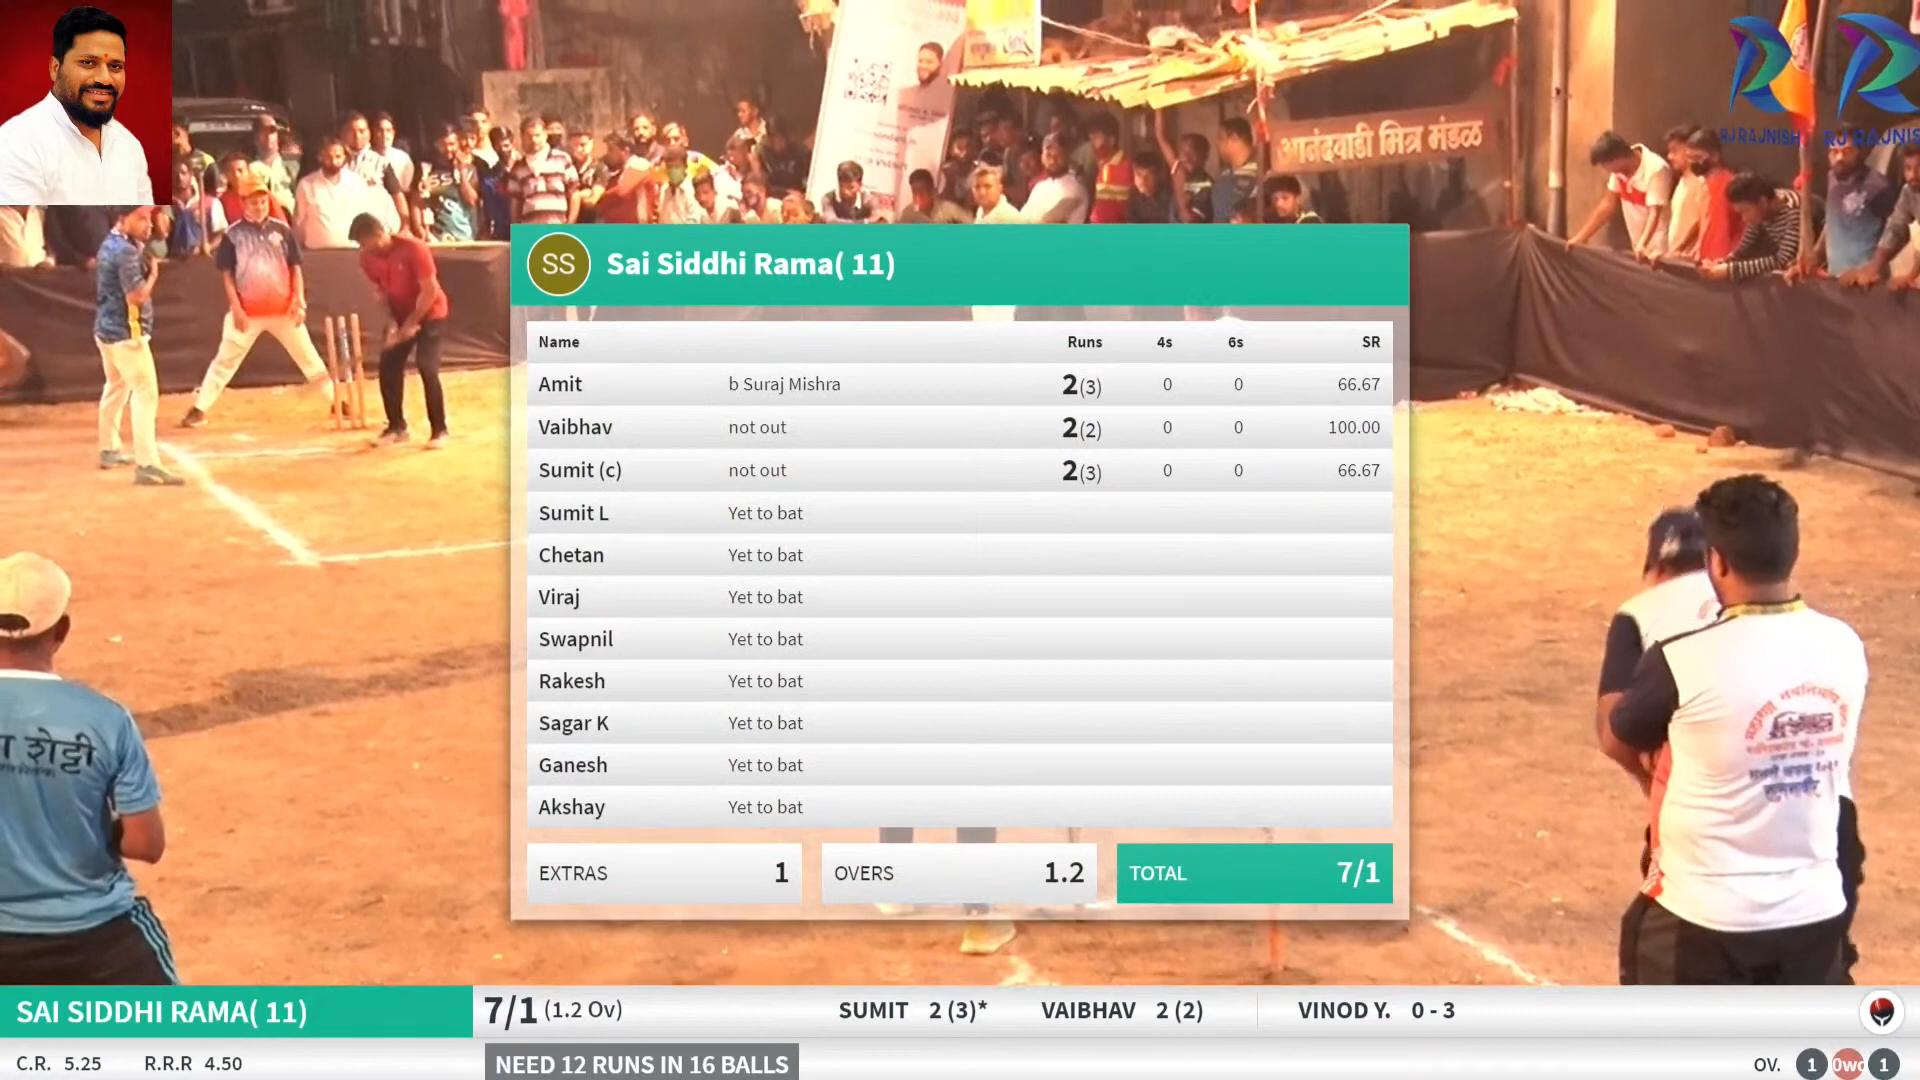 RJ RAJNISH
RJ RAJNIS
आनंदवाडी मित्र मंडळ
SS Sai Siddhi Rama( 11)
Name Runs 4s 6s SR
Amit b Suraj Mishra 2(3) 0 0 66.67
Vaibhav not out 2(2) 0 0 100.00
Sumit (c) not out 2(3) 0 0 66.67
Sumit L Yet to bat
Chetan Yet to bat
Viraj Yet to bat
Swapnil Yet to bat
Rakesh Yet to bat
Sagar K Yet to bat
Ganesh Yet to bat
Akshay Yet to bat
EXTRAS 1 OVERS 1.2 TOTAL 7/1
शेट्टी
SAI SIDDHI RAMA( 11) 7/1 (1.2 Ov) SUMIT 2 (3)* VAIBHAV 2 (2) VINOD Y. 0 - 3
C.R. 5.25 R.R.R 4.50 NEED 12 RUNS IN 16 BALLS OV. 1 0wd 1